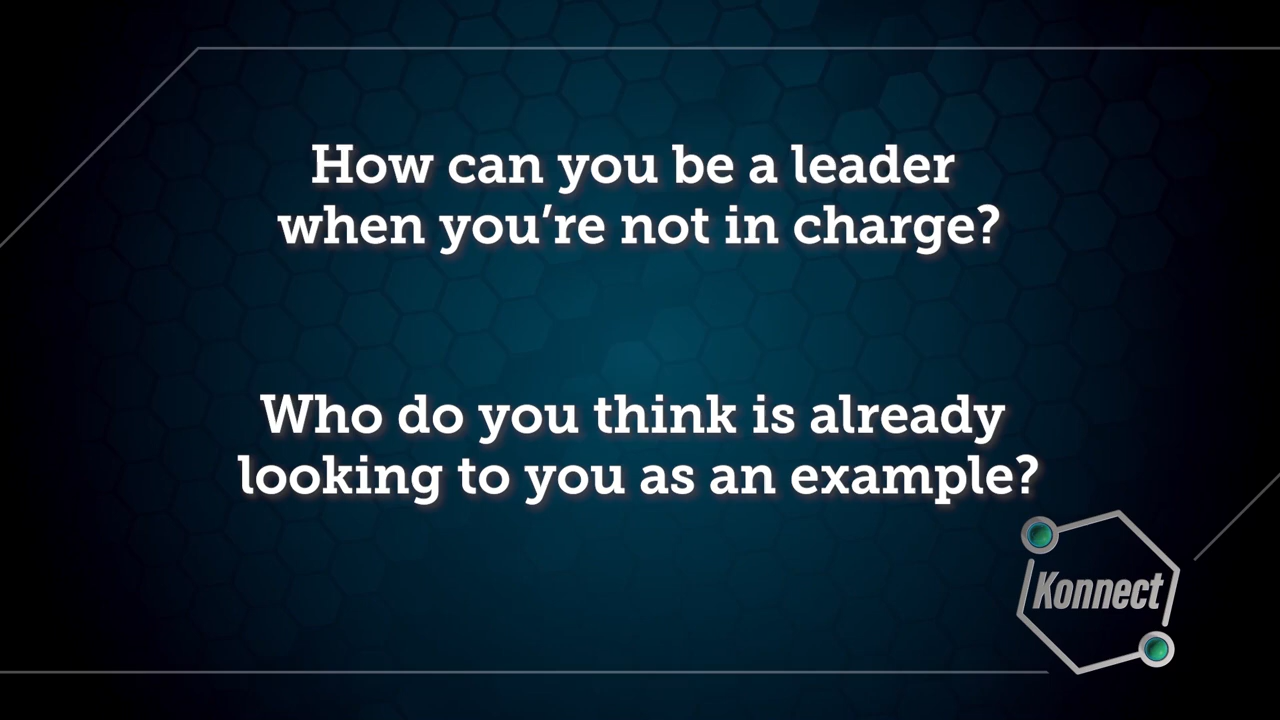 How can you be a leader
when you’re not in charge?
Who do you think is already
looking to you as an example?
Konnect